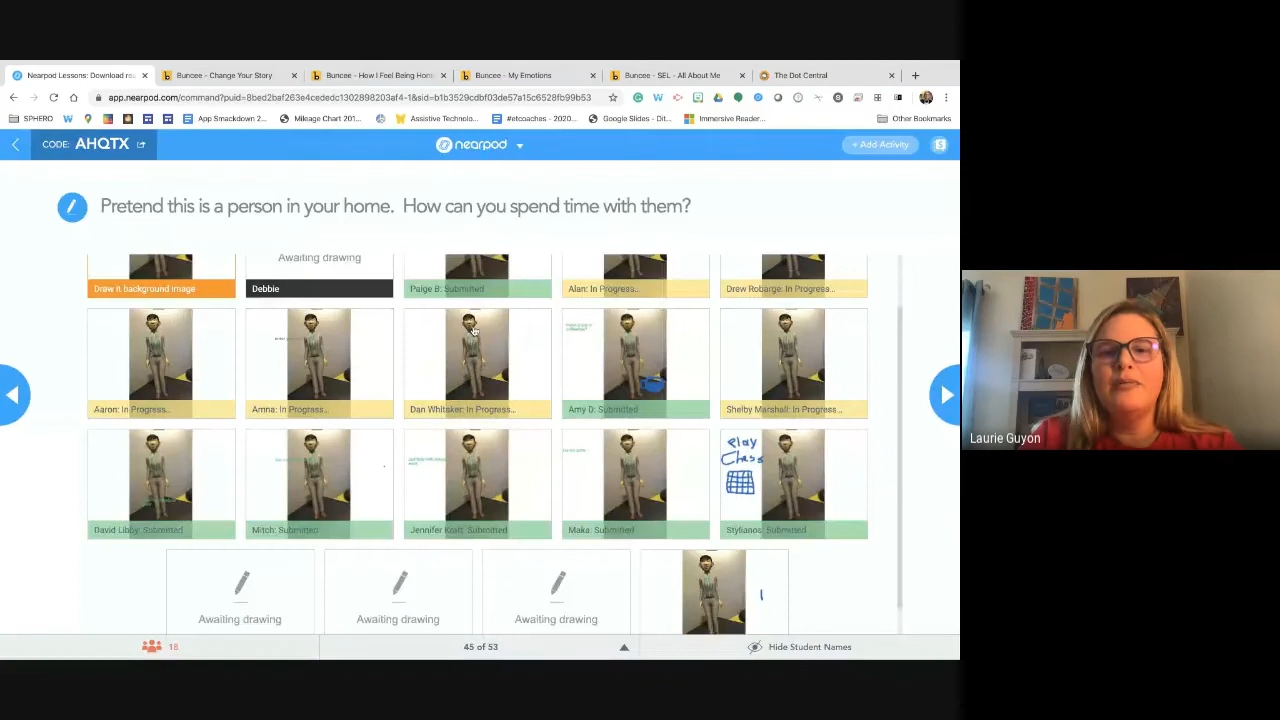 Nearpod Lessons: Download re
Buncee - Change Your Story
Buncee - How I Feel Being Hom
Buncee - My Emotions
Buncee - SEL - All About Me
The Dot Central
app.nearpod.com/command?puid=8bed2baf263e4cededc1302898203af4-1&sid=b1b3529cdbf03de57a15c6528fb99b53
SPHERO
App Smackdown 2...
Mileage Chart 201...
Assistive Technolo...
#etcoaches - 2020...
Google Slides - Dit...
Immersive Reader...
Other Bookmarks
CODE: AHQTX
nearpod
+ Add Activity
Pretend this is a person in your home. How can you spend time with them?
Awaiting drawing
Draw it background image
Debbie
Paige B: Submitted
Alan: In Progress...
Drew Robarge: In Progress...
Aaron: In Progress...
Amna: In Progress...
Dan Whitaker: In Progress...
Amy D: Submitted
Shelby Marshall: In Progress...
Play
Chess
David Libby: Submitted
Mitch: Submitted
Jennifer Kratt: Submitted
Maka: Submitted
Stylianos: Submitted
Awaiting drawing
Awaiting drawing
Awaiting drawing
18
45 of 53
Hide Student Names
Laurie Guyon